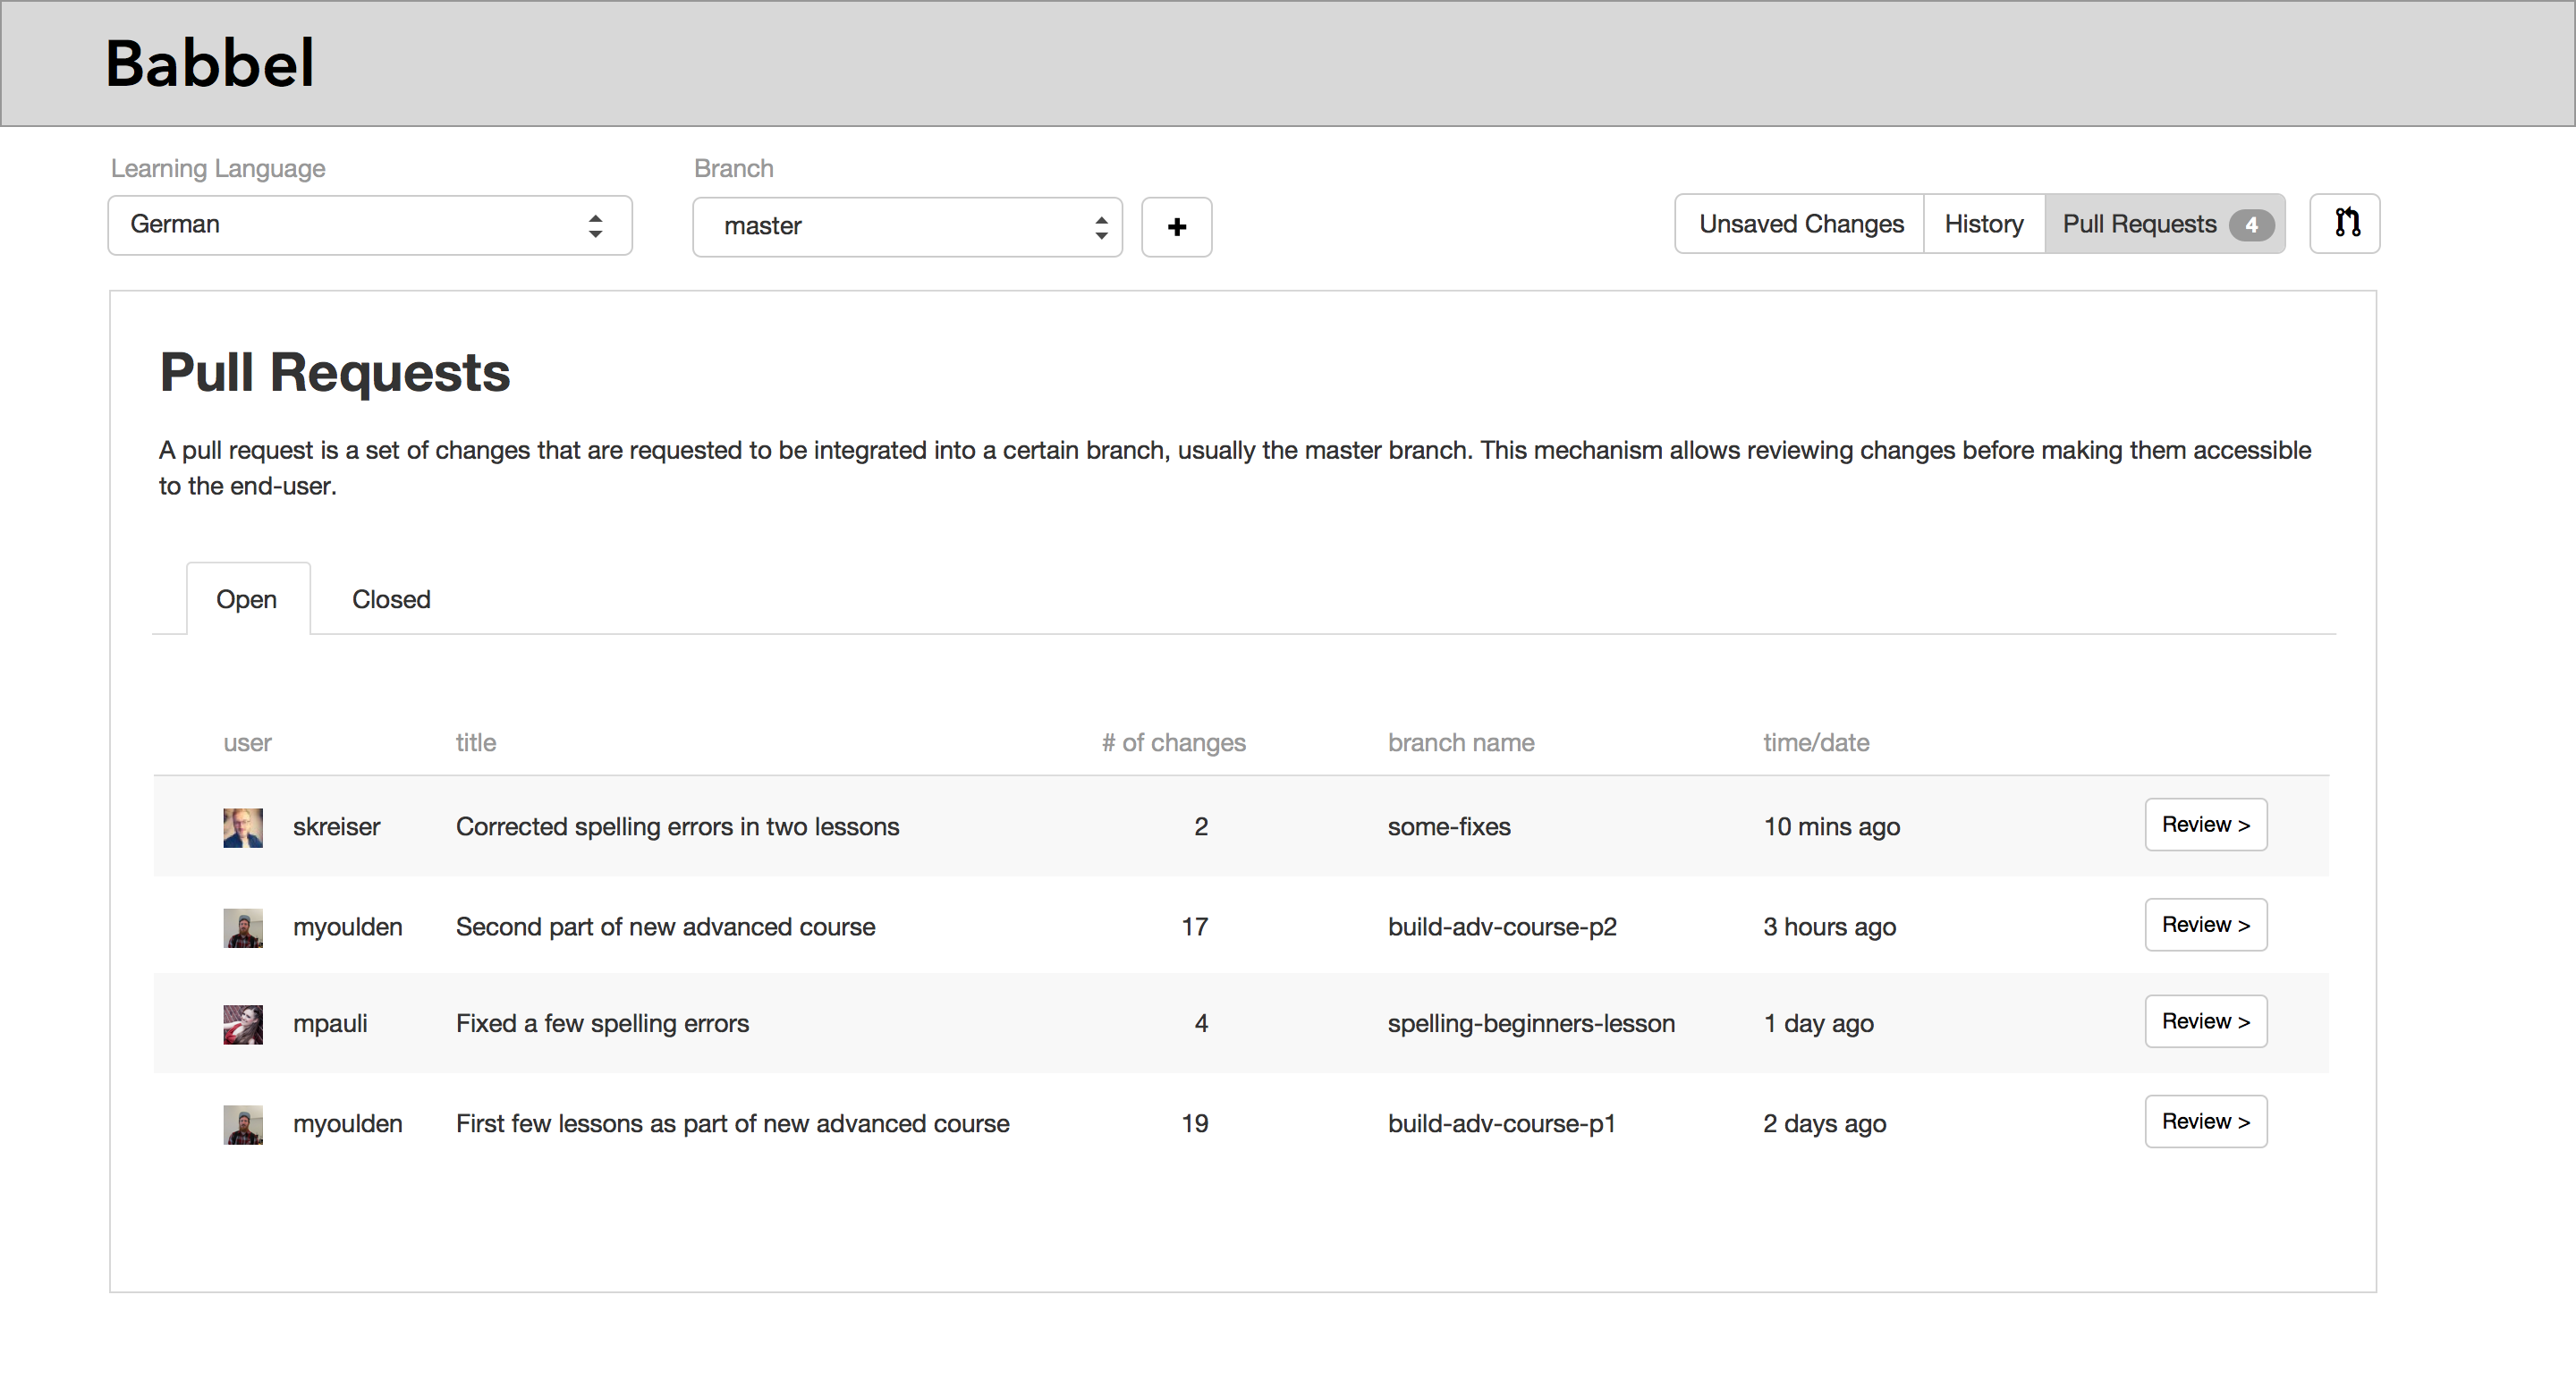 Babbel
Learning Language
Branch
German
master
+
Unsaved Changes
History
Pull Requests 4
Pull Requests
A pull request is a set of changes that are requested to be integrated into a certain branch, usually the master branch. This mechanism allows reviewing changes before making them accessible
to the end-user.
Open
Closed
user title # of changes branch name time/date
skreiser Corrected spelling errors in two lessons 2 some-fixes 10 mins ago Review >
myoulden Second part of new advanced course 17 build-adv-course-p2 3 hours ago Review >
mpauli Fixed a few spelling errors 4 spelling-beginners-lesson 1 day ago Review >
myoulden First few lessons as part of new advanced course 19 build-adv-course-p1 2 days ago Review >